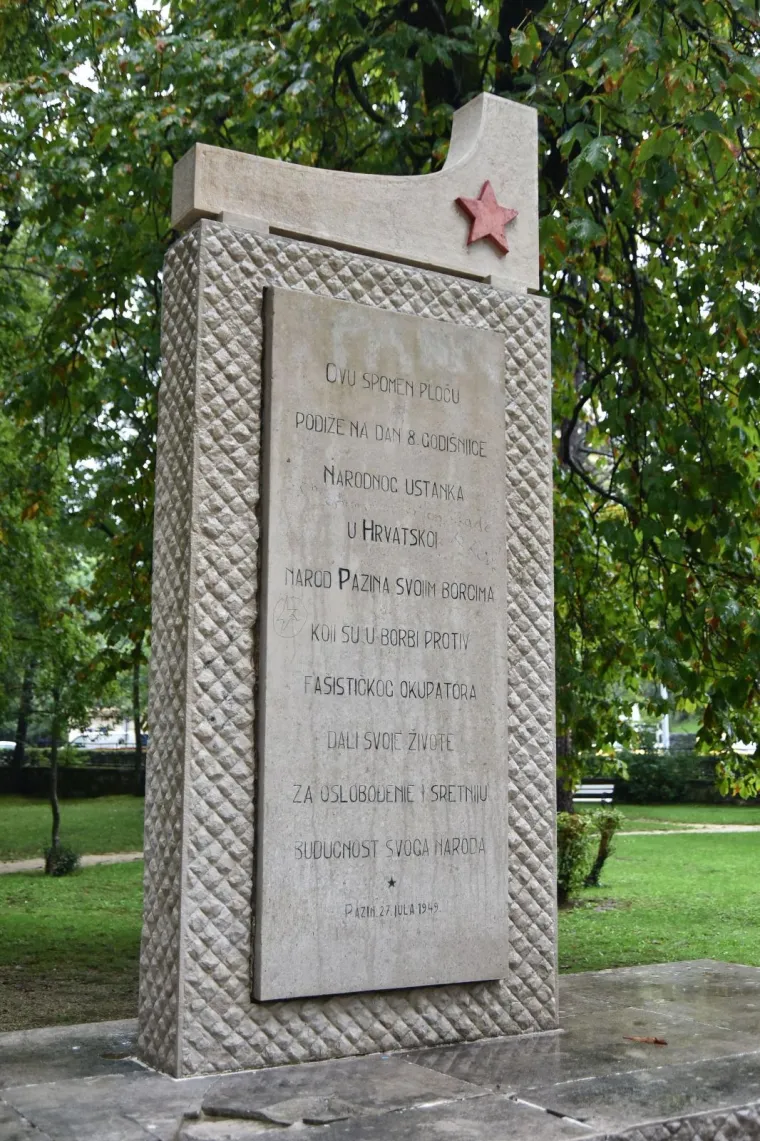 OVU SPOMEN PLOČU
PODIŽE NA DAN 8. GODIŠNJICE
NARODNOG USTANKA
U HRVATSKOJ
NAROD PAZINA SVOJIM BORCIMA
KOJI SU U BORBI PROTIV
FAŠISTIČKOG OKUPATORA
DALI SVOJE ŽIVOTE
ZA OSLOBOĐENJE I SRETNIJU
BUDUĆNOST SVOGA NARODA
PAZIN, 27. JULA 1949.